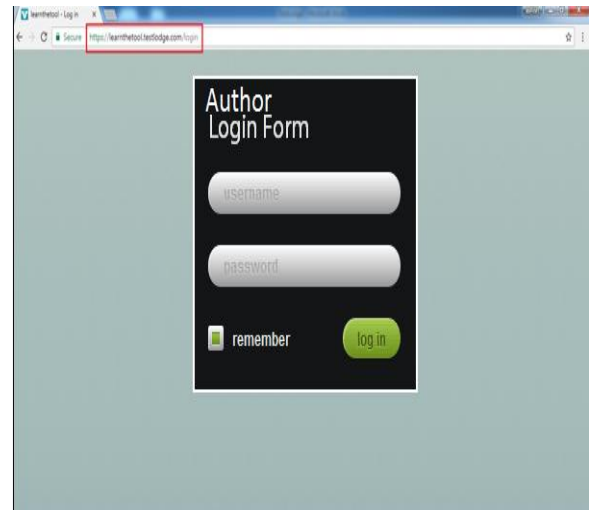 learnthetool - Log in
Secure
https://learnthetool.testlodge.com/login
Author
Login Form
username
password
remember
log in